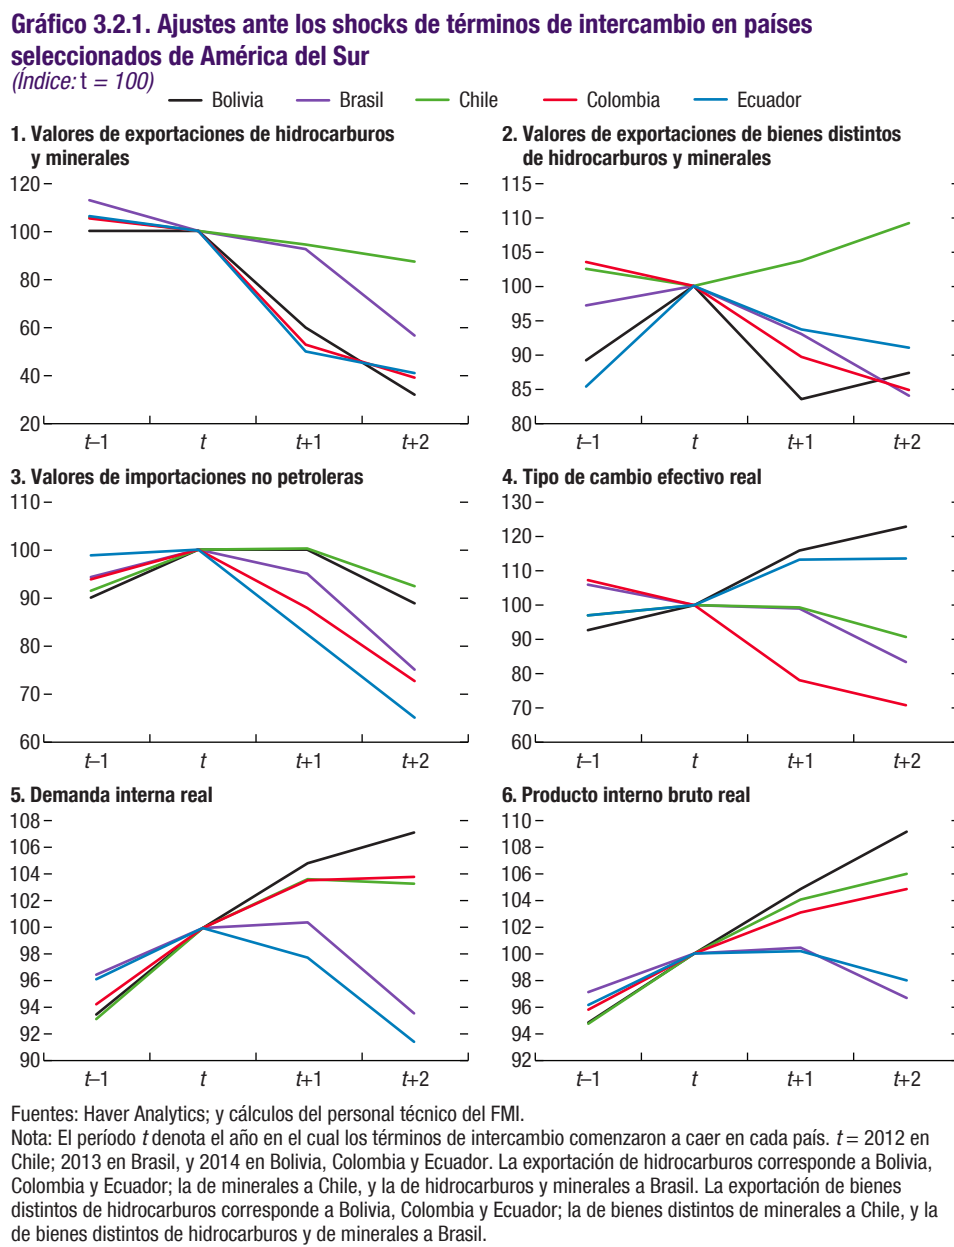 Gráfico 3.2.1. Ajustes ante los shocks de términos de intercambio en países
seleccionados de América del Sur
(Índice: t = 100)
Bolivia Brasil Chile Colombia Ecuador
1. Valores de exportaciones de hidrocarburos
y minerales
120
100
80
60
40
20
t–1 t t+1 t+2
2. Valores de exportaciones de bienes distintos
de hidrocarburos y minerales
115
110
105
100
95
90
85
80
t–1 t t+1 t+2
3. Valores de importaciones no petroleras
110
100
90
80
70
60
t–1 t t+1 t+2
4. Tipo de cambio efectivo real
130
120
110
100
90
80
70
60
t–1 t t+1 t+2
5. Demanda interna real
108
106
104
102
100
98
96
94
92
90
t–1 t t+1 t+2
6. Producto interno bruto real
110
108
106
104
102
100
98
96
94
92
t–1 t t+1 t+2
Fuentes: Haver Analytics; y cálculos del personal técnico del FMI.
Nota: El período t denota el año en el cual los términos de intercambio comenzaron a caer en cada país. t = 2012 en
Chile; 2013 en Brasil, y 2014 en Bolivia, Colombia y Ecuador. La exportación de hidrocarburos corresponde a Bolivia,
Colombia y Ecuador; la de minerales a Chile, y la de hidrocarburos y minerales a Brasil. La exportación de bienes
distintos de hidrocarburos corresponde a Bolivia, Colombia y Ecuador; la de bienes distintos de minerales a Chile, y la
de bienes distintos de hidrocarburos y de minerales a Brasil.